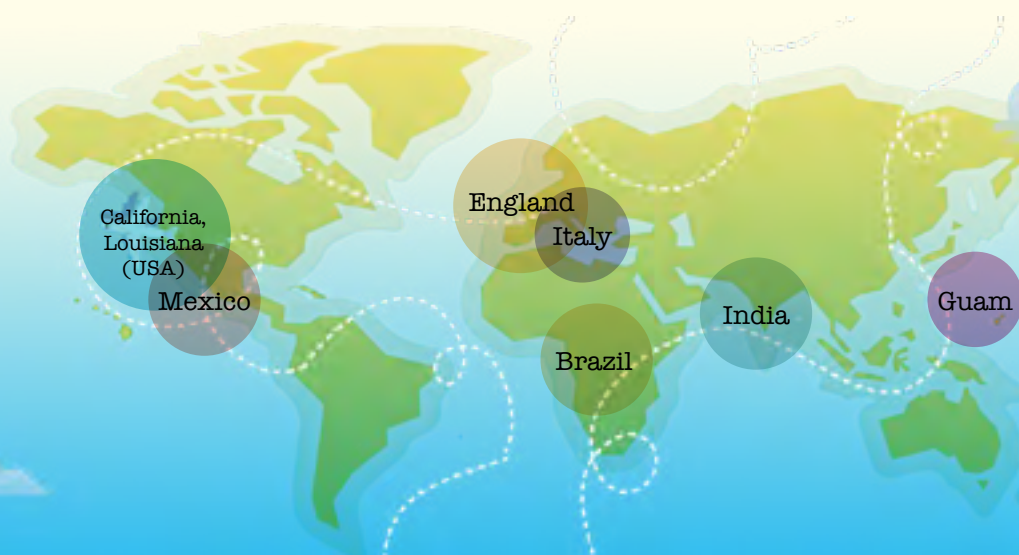 California,
Louisiana
(USA)
Mexico
England
Italy
Brazil
India
Guam